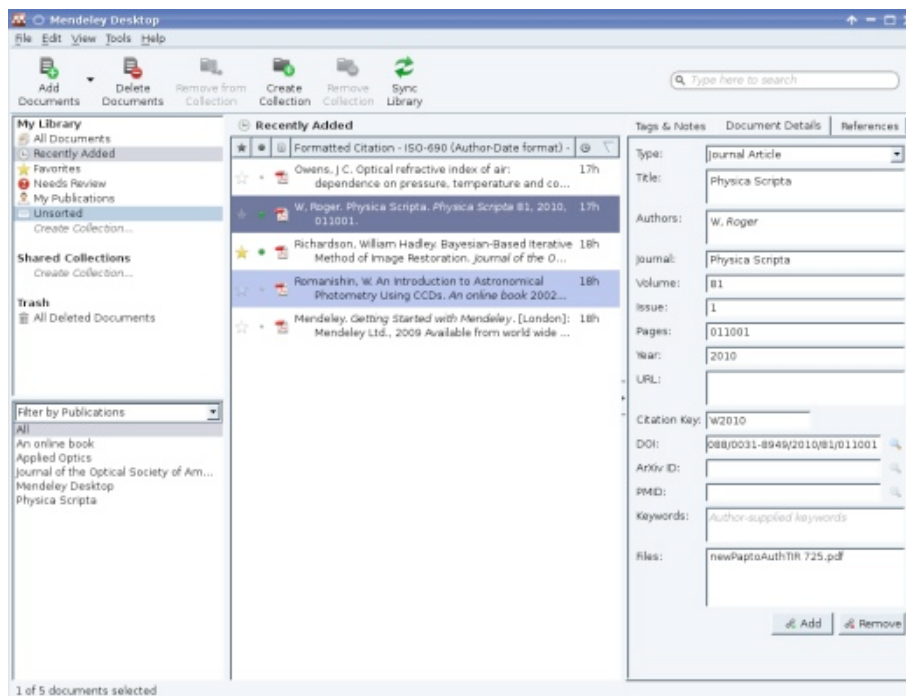 Mendeley Desktop
File Edit View Tools Help
Add Documents
Delete Documents
Remove from Collection
Create Collection
Remove Collection
Sync Library
Type here to search
My Library
All Documents
Recently Added
Favorites
Needs Review
My Publications
Unsorted
Create Collection...
Shared Collections
Create Collection...
Trash
All Deleted Documents
Filter by Publications
All
An online book
Applied Optics
Journal of the Optical Society of Am...
Mendeley Desktop
Physica Scripta
Recently Added
Formatted Citation - ISO-690 (Author-Date format) -
Owens, J C. Optical refractive index of air: 17h
dependence on pressure, temperature and co...
W, Roger. Physica Scripta. Physica Scripta 81, 2010, 17h
011001.
Richardson, William Hadley. Bayesian-Based Iterative 18h
Method of Image Restoration. Journal of the O...
Romanishin, W. An Introduction to Astronomical 18h
Photometry Using CCDs. An online book 2002...
Mendeley. Getting Started with Mendeley. [London]: 18h
Mendeley Ltd., 2009 Available from world wide ...
Tags & Notes Document Details References
Type: Journal Article
Title: Physica Scripta
Authors: W, Roger
Journal: Physica Scripta
Volume: 81
Issue: 1
Pages: 011001
Year: 2010
URL:
Citation Key: W2010
DOI: 088/0031-8949/2010/81/011001
ArXiv ID:
PMID:
Keywords: Author-supplied keywords
Files: newPaptoAuthTIR 725.pdf
Add Remove
1 of 5 documents selected